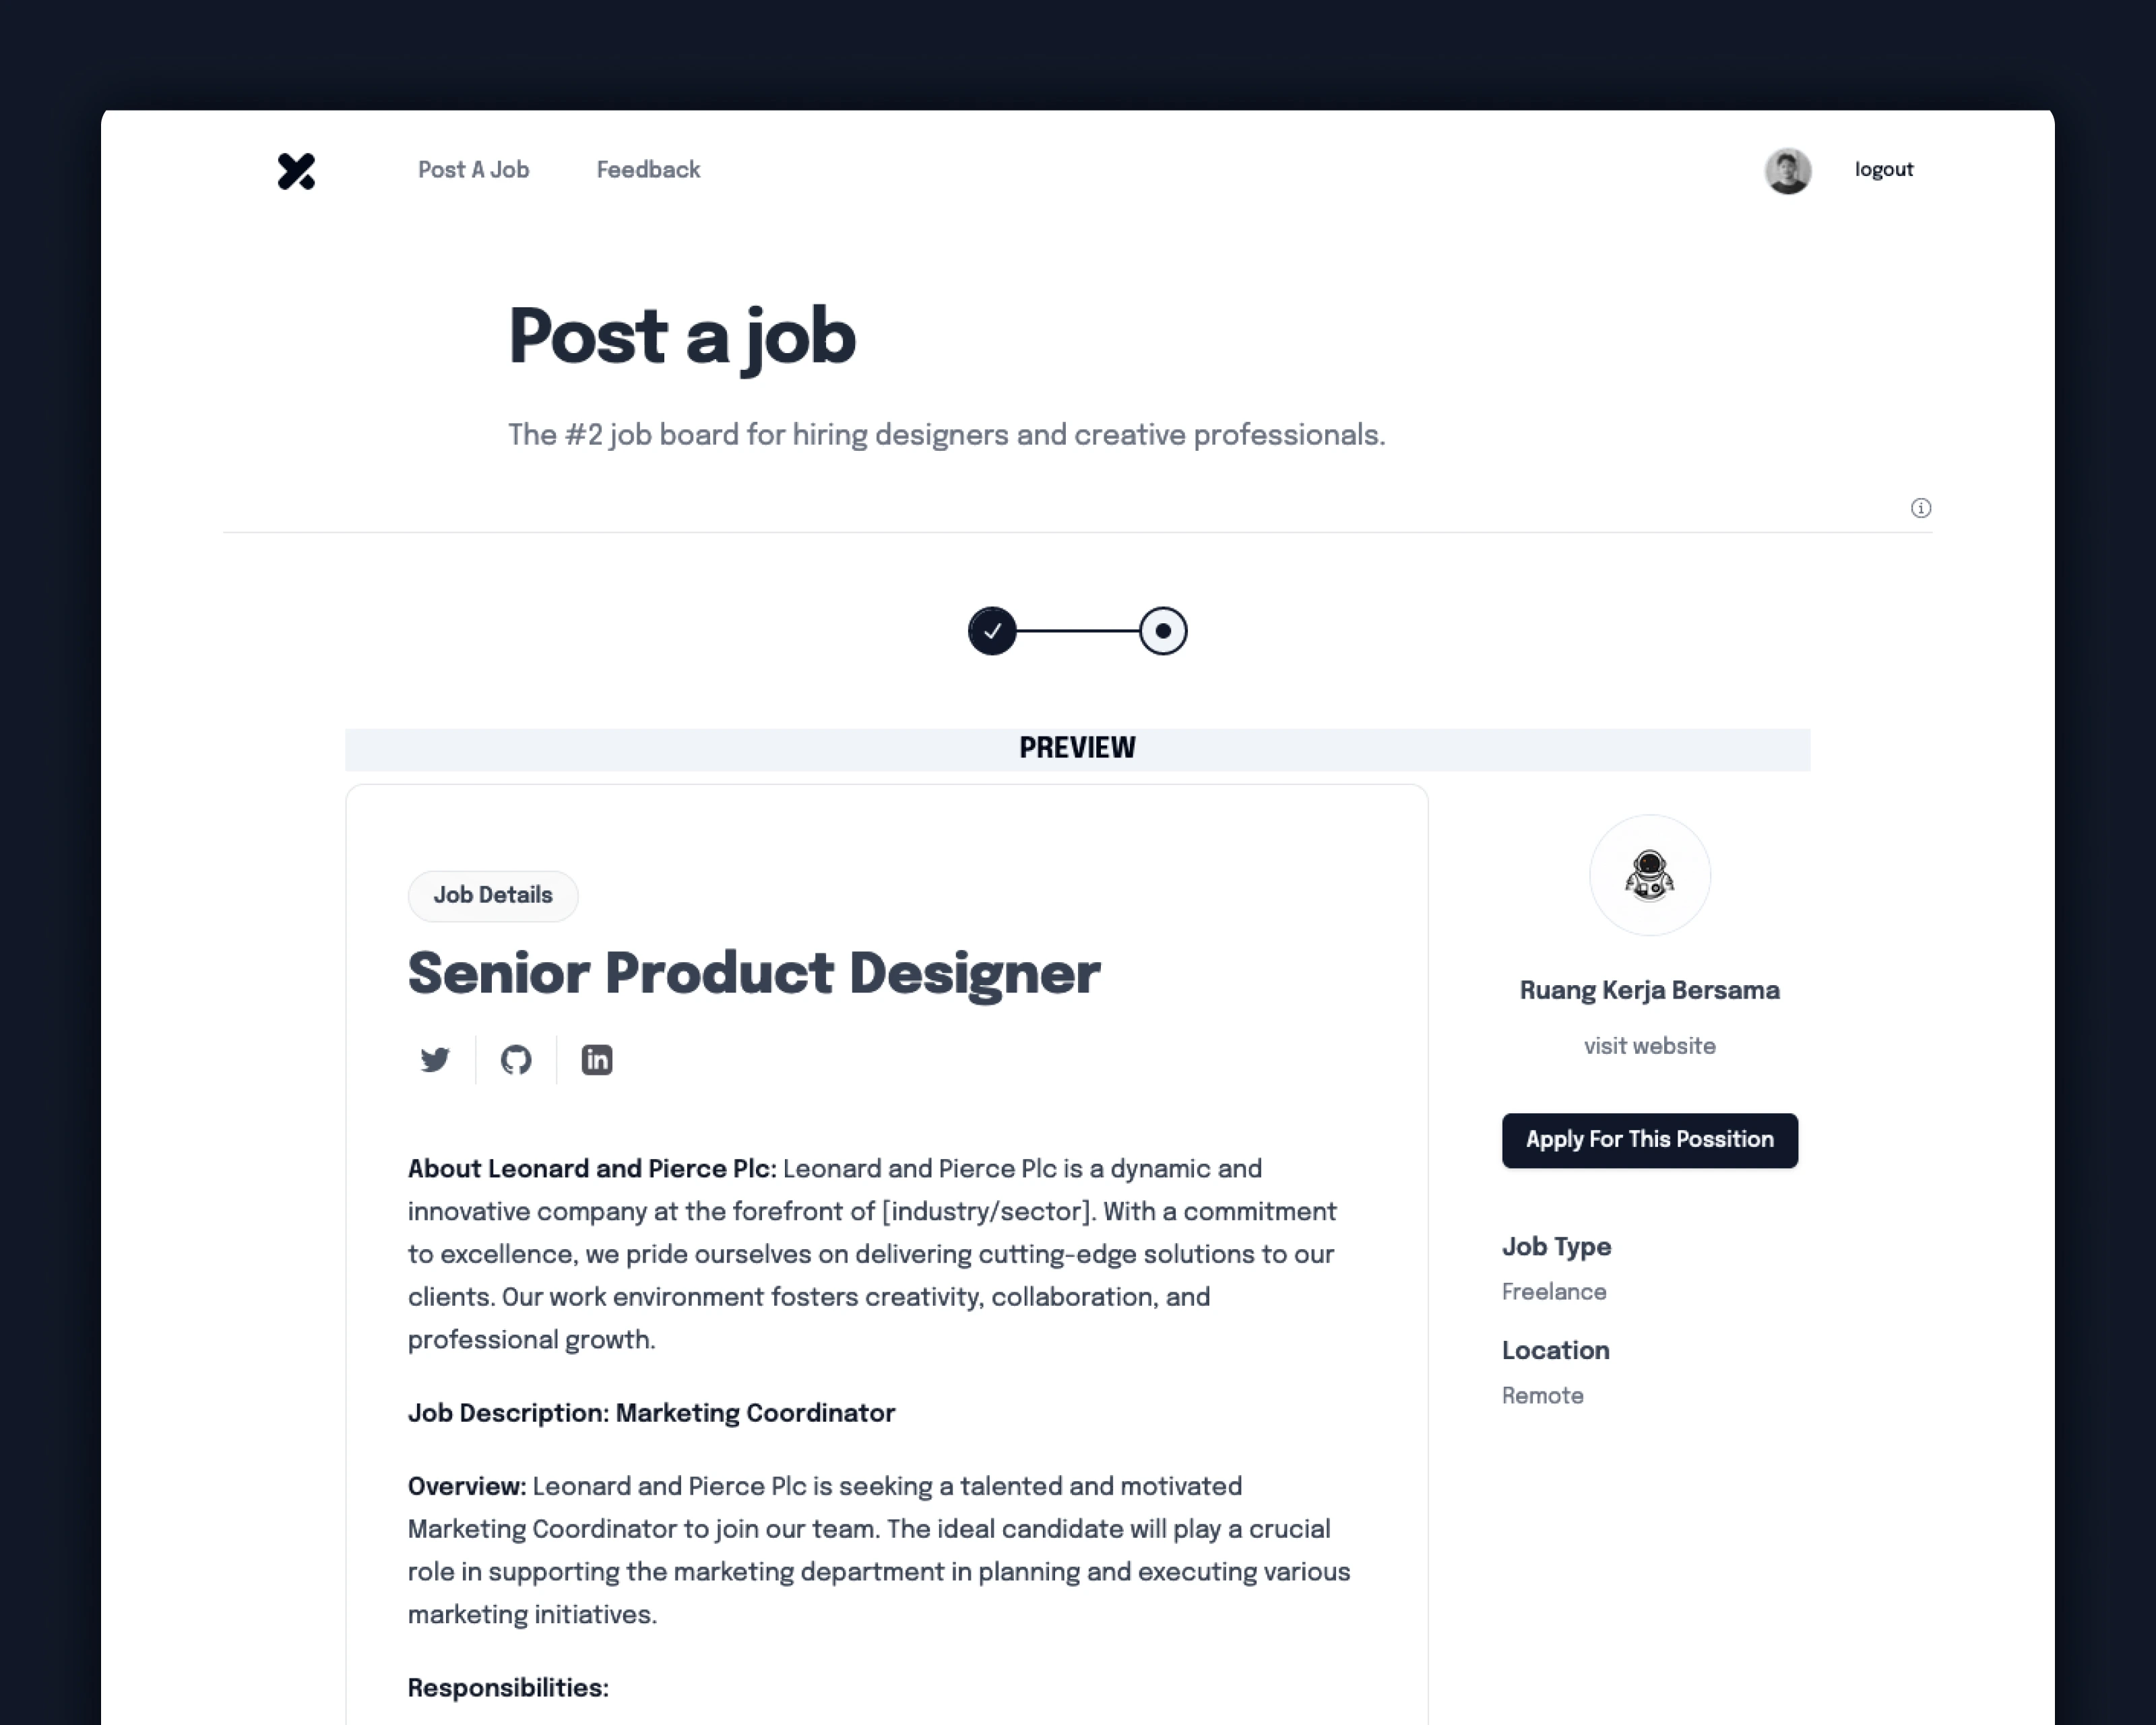 Post A Job
Feedback
logout
Post a job
The #2 job board for hiring designers and creative professionals.
PREVIEW
Job Details
Senior Product Designer
About Leonard and Pierce Plc: Leonard and Pierce Plc is a dynamic and
innovative company at the forefront of [industry/sector]. With a commitment
to excellence, we pride ourselves on delivering cutting-edge solutions to our
clients. Our work environment fosters creativity, collaboration, and
professional growth.
Job Description: Marketing Coordinator
Overview: Leonard and Pierce Plc is seeking a talented and motivated
Marketing Coordinator to join our team. The ideal candidate will play a crucial
role in supporting the marketing department in planning and executing various
marketing initiatives.
Responsibilities:
Ruang Kerja Bersama
visit website
Apply For This Possition
Job Type
Freelance
Location
Remote